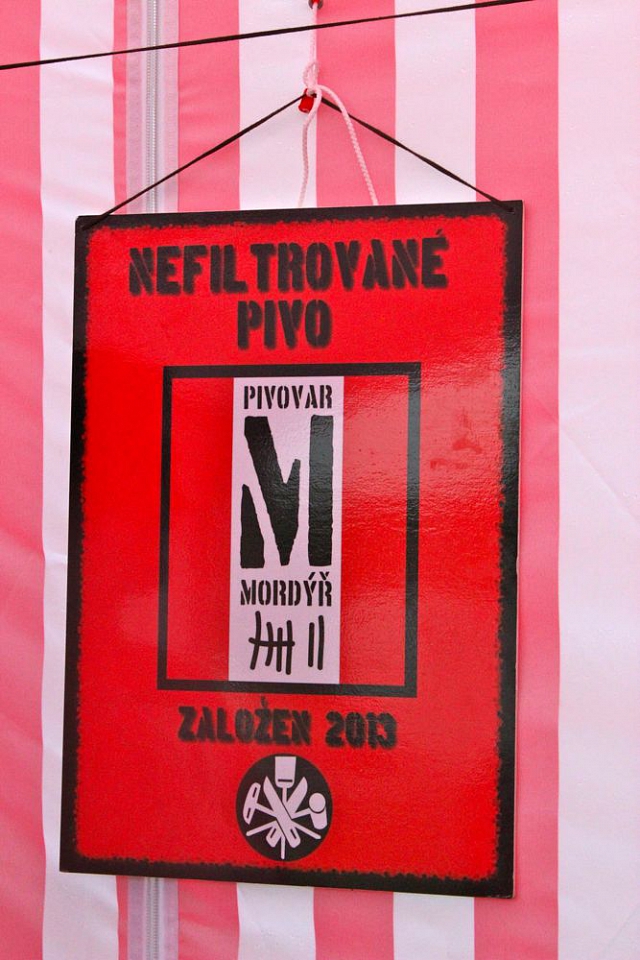 NEFILTROVANÉ
PIVO
PIVOVAR
M
MORDÝŘ
ZALOŽEN 2013